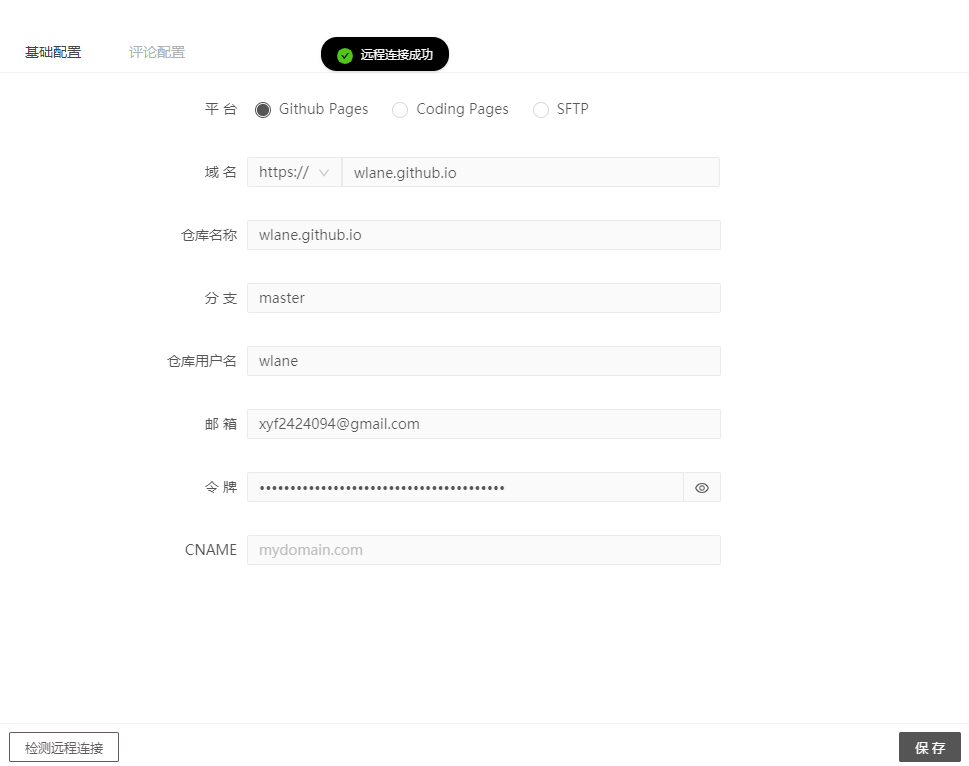 基础配置 评论配置 远程连接成功
平 台 Github Pages Coding Pages SFTP
域 名 https:// wlane.github.io
仓库名称 wlane.github.io
分 支 master
仓库用户名 wlane
邮 箱 xyf2424094@gmail.com
令 牌 ••••••••••••••••••••••••••••••••••••••••
CNAME mydomain.com
检测远程连接 保 存